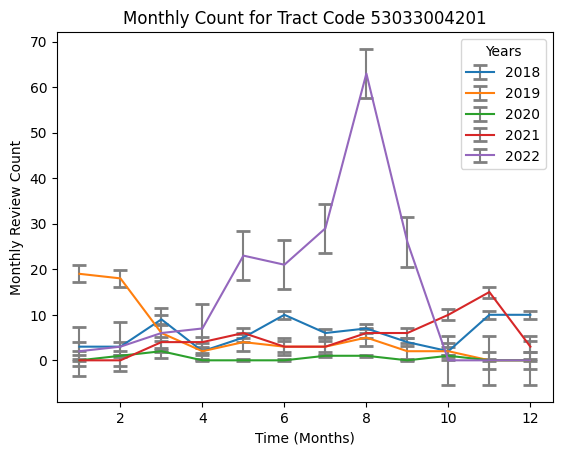 Monthly Count for Tract Code 53033004201
70
60
50
40
30
20
10
0
Monthly Review Count
Years
2018
2019
2020
2021
2022
2 4 6 8 10 12
Time (Months)